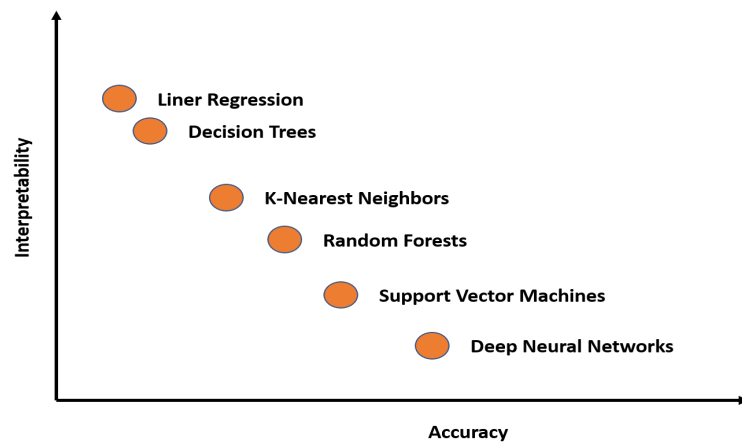 Liner Regression
Decision Trees
Interpretability
K-Nearest Neighbors
Random Forests
Support Vector Machines
Deep Neural Networks
Accuracy